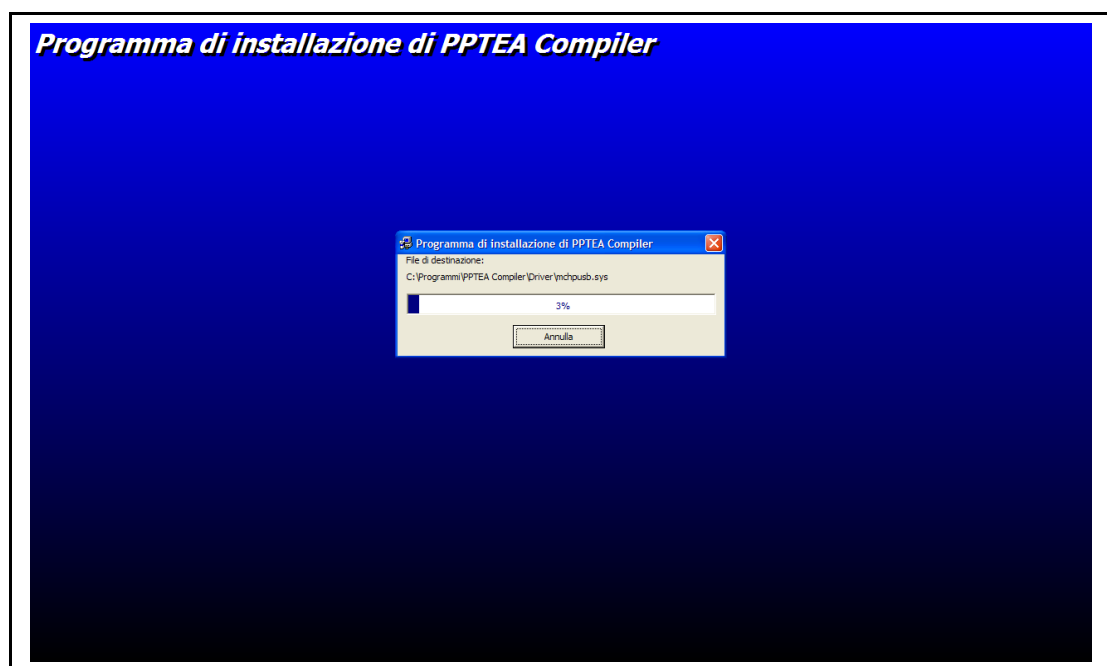 Programma di installazione di PPTEA Compiler
Programma di installazione di PPTEA Compiler
File di destinazione:
C:\Programmi\PPTEA Compiler\Driver\mchpusb.sys
3%
Annulla